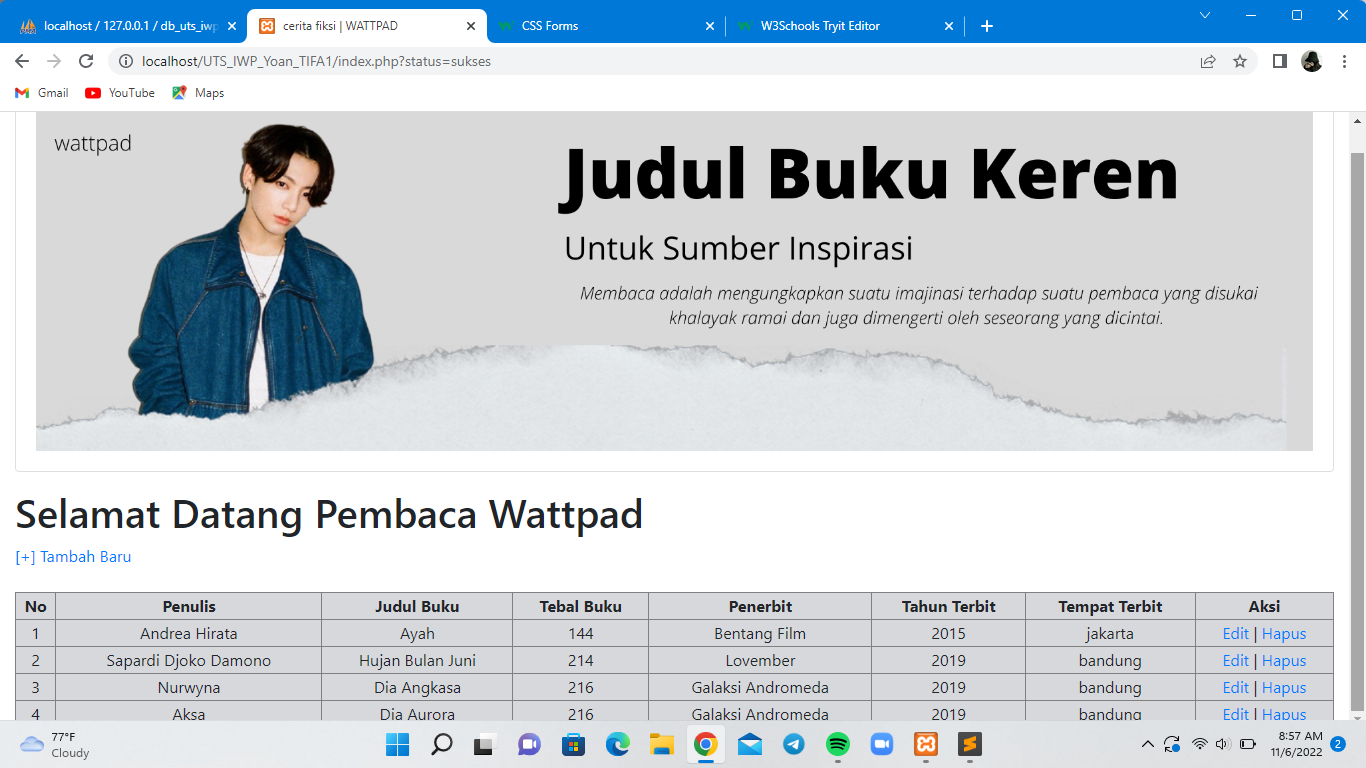 localhost / 127.0.0.1 / db_uts_iwp
cerita fiksi | WATTPAD
CSS Forms
W3Schools Tryit Editor
localhost/UTS_IWP_Yoan_TIFA1/index.php?status=sukses
Gmail YouTube Maps
wattpad
Judul Buku Keren
Untuk Sumber Inspirasi
Membaca adalah mengungkapkan suatu imajinasi terhadap suatu pembaca yang disukai
khalayak ramai dan juga dimengerti oleh seseorang yang dicintai.
Selamat Datang Pembaca Wattpad
[+] Tambah Baru
No Penulis Judul Buku Tebal Buku Penerbit Tahun Terbit Tempat Terbit Aksi
1 Andrea Hirata Ayah 144 Bentang Film 2015 jakarta Edit | Hapus
2 Sapardi Djoko Damono Hujan Bulan Juni 214 Lovember 2019 bandung Edit | Hapus
3 Nurwyna Dia Angkasa 216 Galaksi Andromeda 2019 bandung Edit | Hapus
4 Aksa Dia Aurora 216 Galaksi Andromeda 2019 bandung Edit | Hapus
77°F
Cloudy
8:57 AM
11/6/2022
2